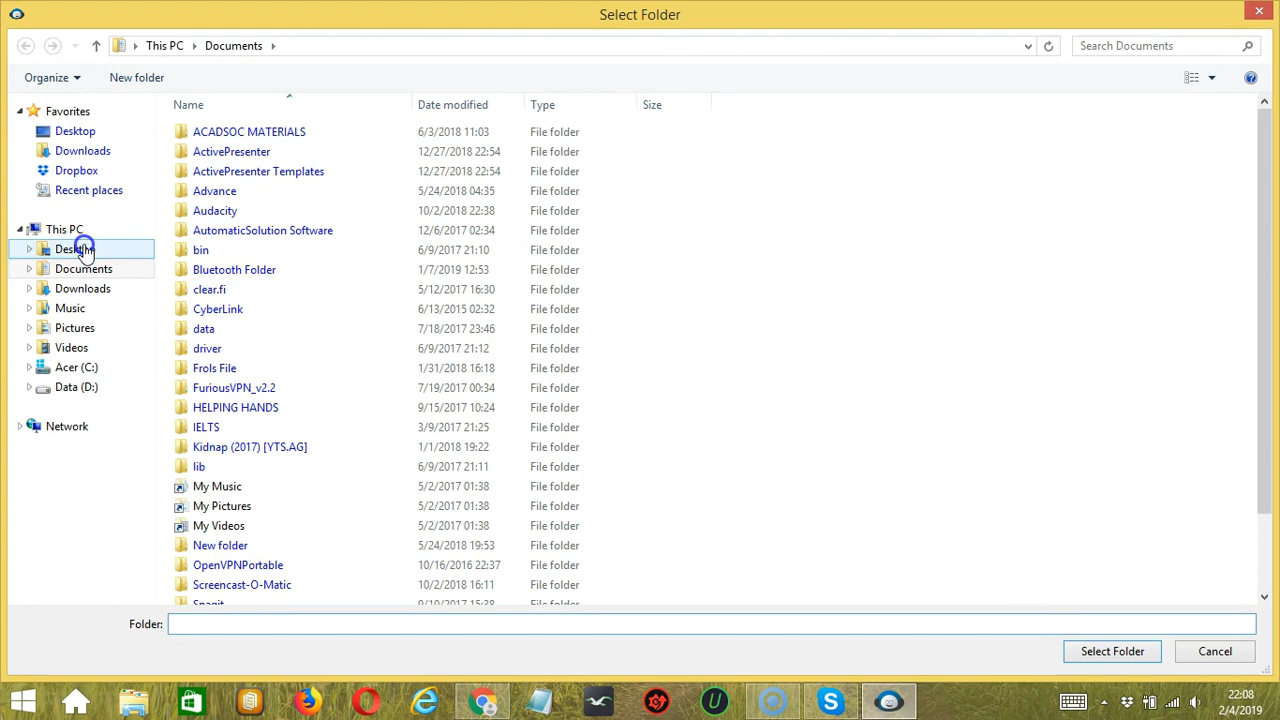 Select Folder
This PC Documents Search Documents
Organize New folder
Favorites
Desktop
Downloads
Dropbox
Recent places
This PC
Documents
Downloads
Music
Pictures
Videos
Acer (C:)
Data (D:)
Network
Name Date modified Type Size
ACADSOC MATERIALS 6/3/2018 11:03 File folder
ActivePresenter 12/27/2018 22:54 File folder
ActivePresenter Templates 12/27/2018 22:54 File folder
Advance 5/24/2018 04:35 File folder
Audacity 10/2/2018 22:38 File folder
AutomaticSolution Software 12/6/2017 02:34 File folder
bin 6/9/2017 21:10 File folder
Bluetooth Folder 1/7/2019 12:53 File folder
clear.fi 5/12/2017 16:30 File folder
CyberLink 6/13/2015 02:32 File folder
data 7/18/2017 23:46 File folder
driver 6/9/2017 21:12 File folder
Frols File 1/31/2018 16:18 File folder
FuriousVPN_v2.2 7/19/2017 00:34 File folder
HELPING HANDS 9/15/2017 10:24 File folder
IELTS 3/9/2017 21:25 File folder
Kidnap (2017) [YTS.AG] 1/1/2018 19:22 File folder
lib 6/9/2017 21:11 File folder
My Music 5/2/2017 01:38 File folder
My Pictures 5/2/2017 01:38 File folder
My Videos 5/2/2017 01:38 File folder
New folder 5/24/2018 19:53 File folder
OpenVPNPortable 10/16/2016 22:37 File folder
Screencast-O-Matic 10/2/2018 16:11 File folder
Snagit 9/10/2017 15:38 File folder
Folder:
Select Folder Cancel
22:08
2/4/2019